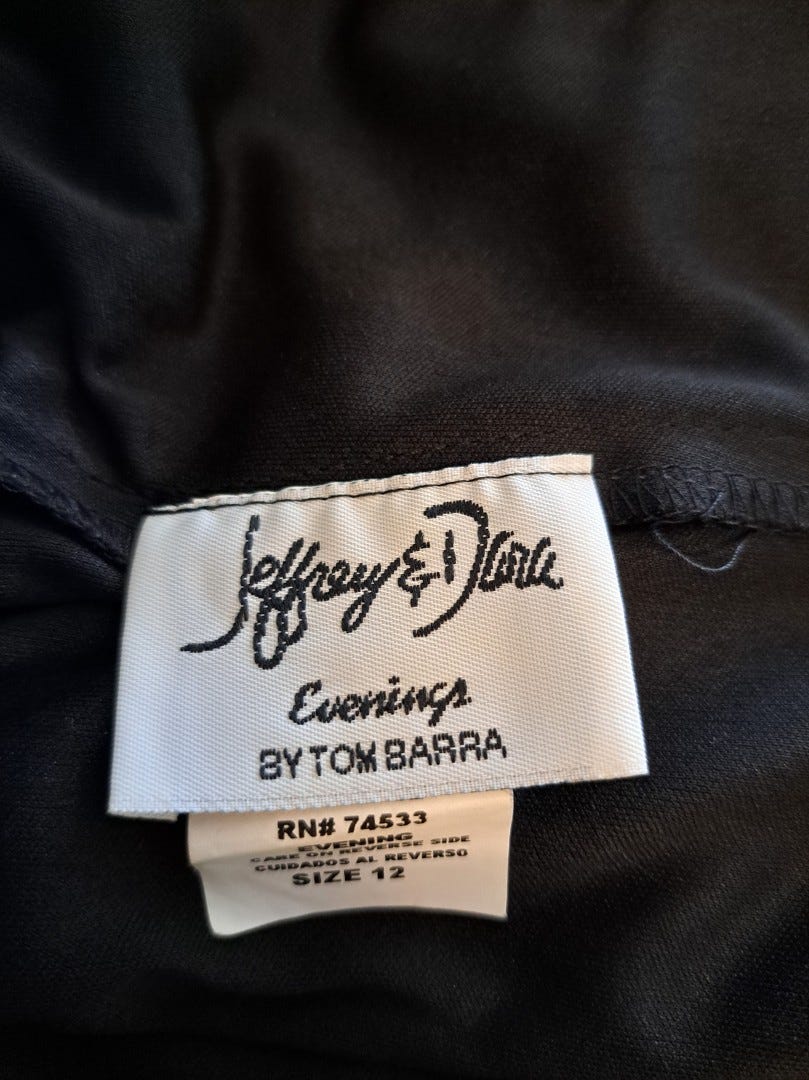 Jeffrey & Dara
Evenings
BY TOM BARRA
RN# 74533
EVENING
CARE ON REVERSE SIDE
CUIDADOS AL REVERSO
SIZE 12